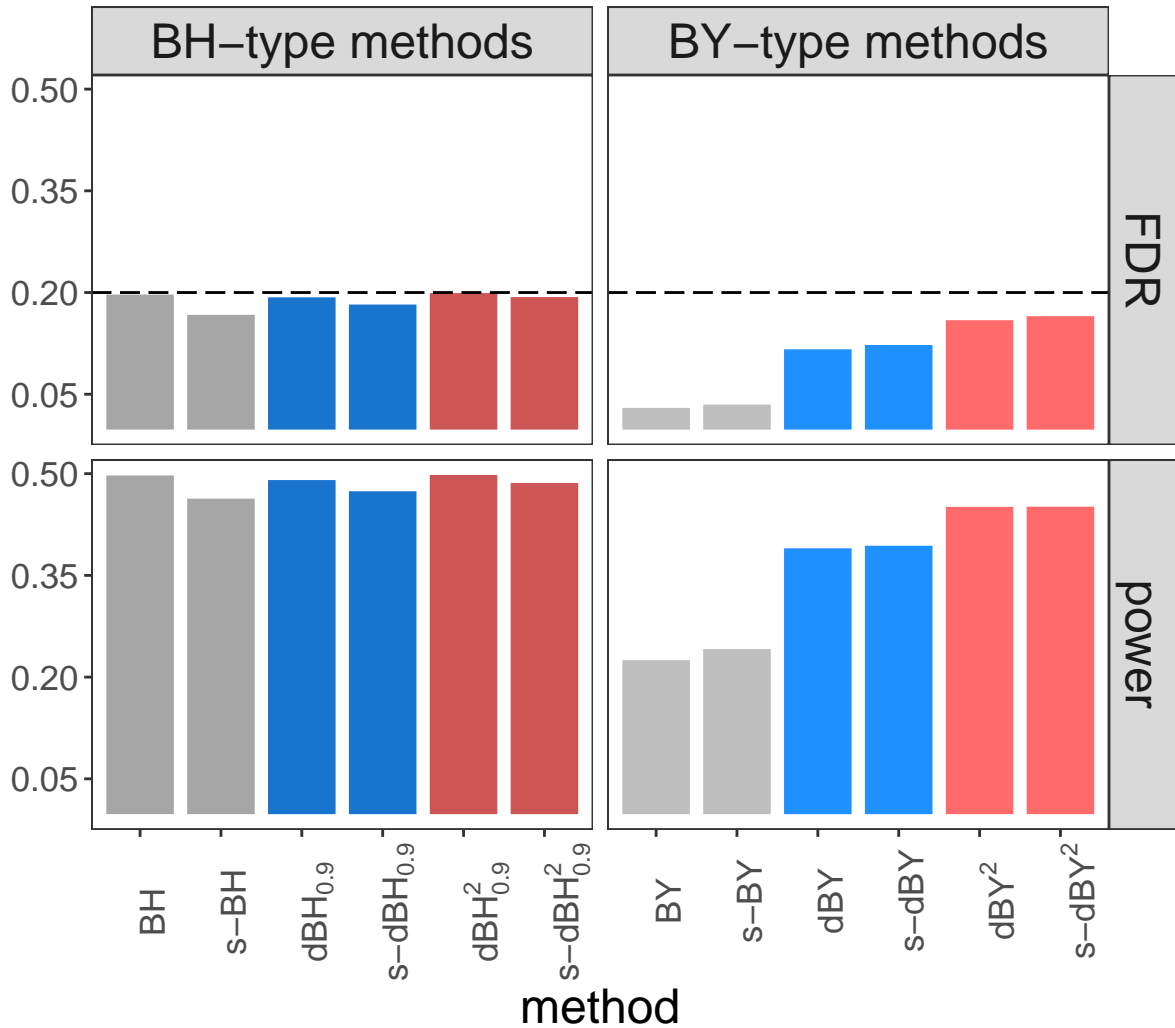 BH−type methods
BY−type methods
0.50
0.35
0.20
0.05
FDR
0.50
0.35
0.20
0.05
power
BH
s−BH
dBH₀.₉
s−dBH₀.₉
dBH²₀.₉
s−dBH²₀.₉
BY
s−BY
dBY
s−dBY
dBY²
s−dBY²
method